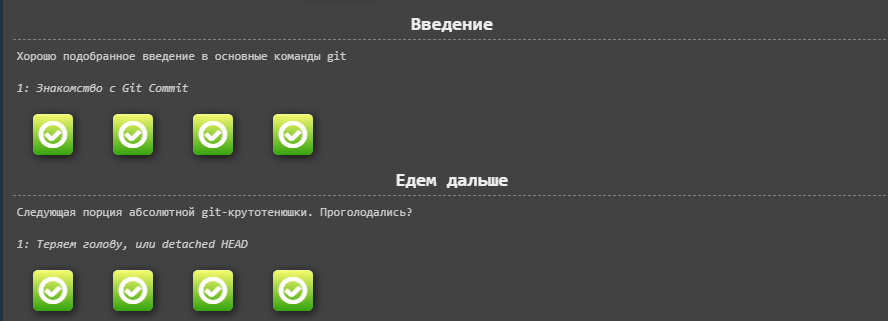 Введение
Хорошо подобранное введение в основные команды git
1: Знакомство с Git Commit
Едем дальше
Следующая порция абсолютной git-крутотенюшки. Проголодались?
1: Теряем голову, или detached HEAD